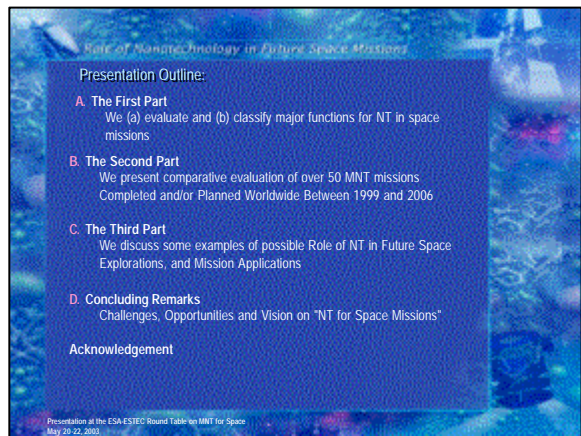 Role of Nanotechnology in Future Space Missions
Presentation Outline:
A. The First Part
We (a) evaluate and (b) classify major functions for NT in space
missions
B. The Second Part
We present comparative evaluation of over 50 MNT missions
Completed and/or Planned Worldwide Between 1999 and 2006
C. The Third Part
We discuss some examples of possible Role of NT in Future Space
Explorations, and Mission Applications
D. Concluding Remarks
Challenges, Opportunities and Vision on "NT for Space Missions"
Acknowledgement
Presentation at the ESA-ESTEC Round Table on MNT for Space
May 20-22, 2003